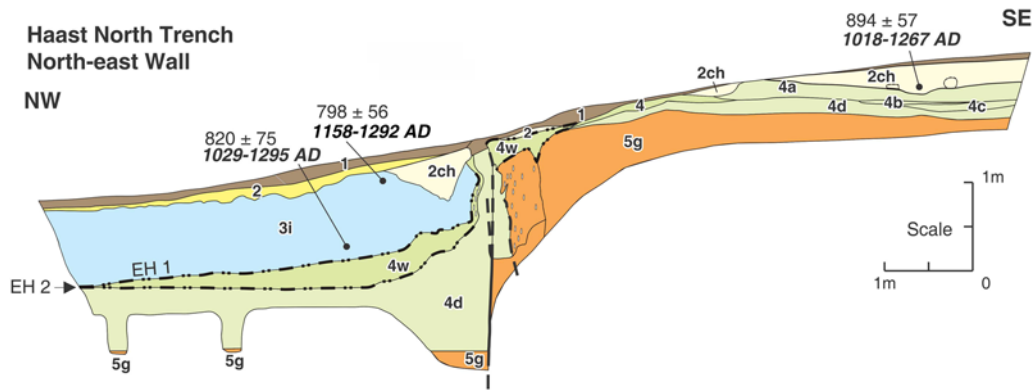 Haast North Trench
North-east Wall
NW
SE
894 ± 57
1018-1267 AD
798 ± 56
1158-1292 AD
820 ± 75
1029-1295 AD
2ch
2ch
4a
4
4d
4b
4c
1
2
4w
5g
1
2ch
2
3i
EH 1
4w
EH 2
4d
5g
5g
5g
1m
Scale
1m
0